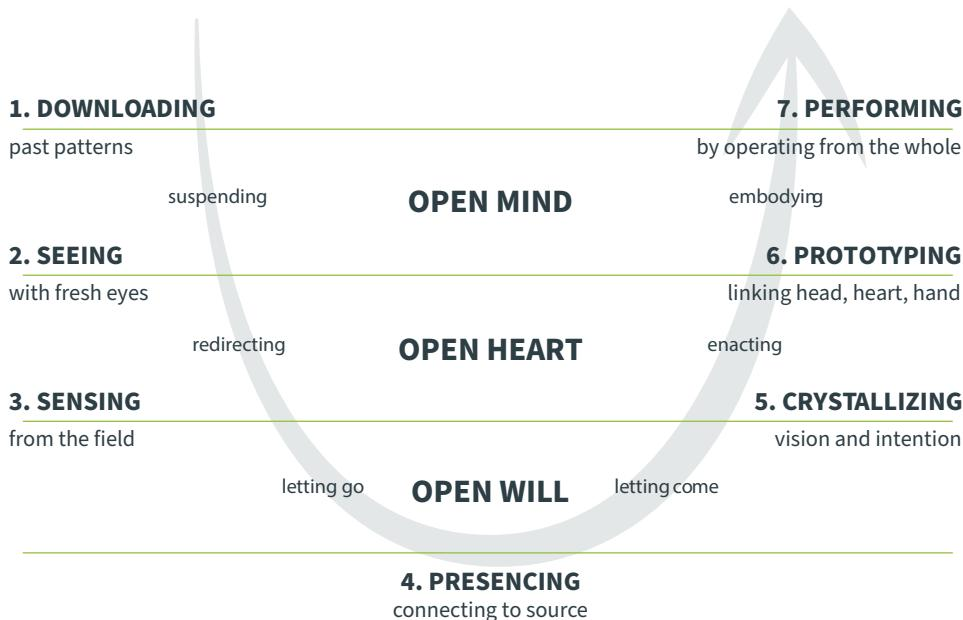 1. DOWNLOADING
7. PERFORMING
past patterns
by operating from the whole
suspending
OPEN MIND
embodying
2. SEEING
6. PROTOTYPING
with fresh eyes
linking head, heart, hand
redirecting
OPEN HEART
enacting
3. SENSING
5. CRYSTALLIZING
from the field
vision and intention
letting go
OPEN WILL
letting come
4. PRESENCING
connecting to source